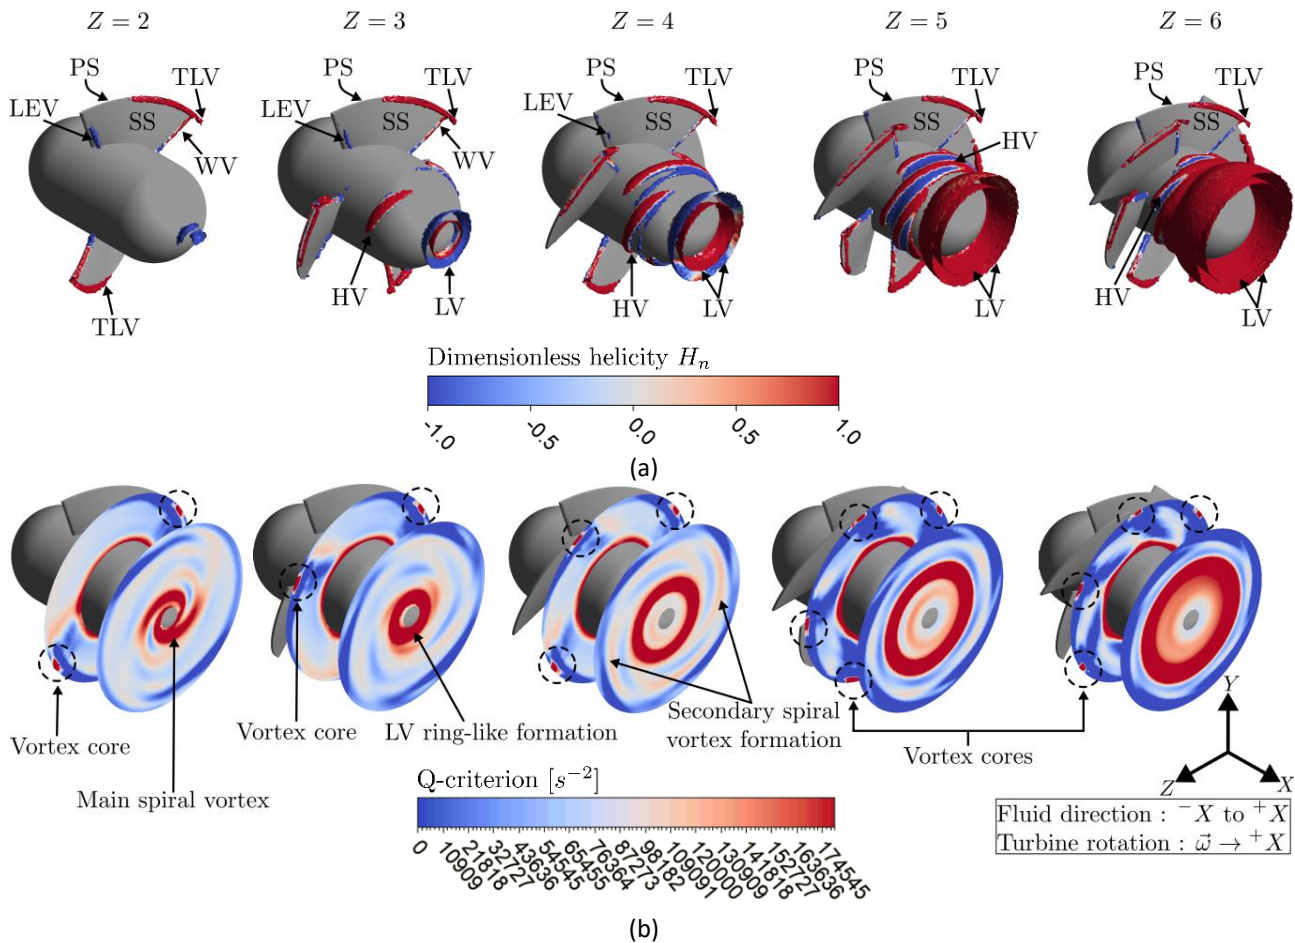 Z = 2
Z = 3
Z = 4
Z = 5
Z = 6
PS
TLV
LEV
SS
WV
TLV
PS
TLV
LEV
SS
WV
HV
LV
PS
TLV
LEV
SS
HV
LV
PS
TLV
SS
HV
LV
PS
TLV
SS
HV
LV
Dimensionless helicity Hₙ
-1.0
-0.5
0.0
0.5
1.0
(a)
Vortex core
Main spiral vortex
Vortex core
LV ring-like formation
Secondary spiral
vortex formation
Vortex cores
Y
Z
X
Q-criterion [s⁻²]
0
10909
21818
32727
43636
54545
65455
76364
87273
98182
109091
120000
130909
141818
152727
163636
174545
Fluid direction : ⁻X to ⁺X
Turbine rotation : ω⃗ → ⁺X
(b)